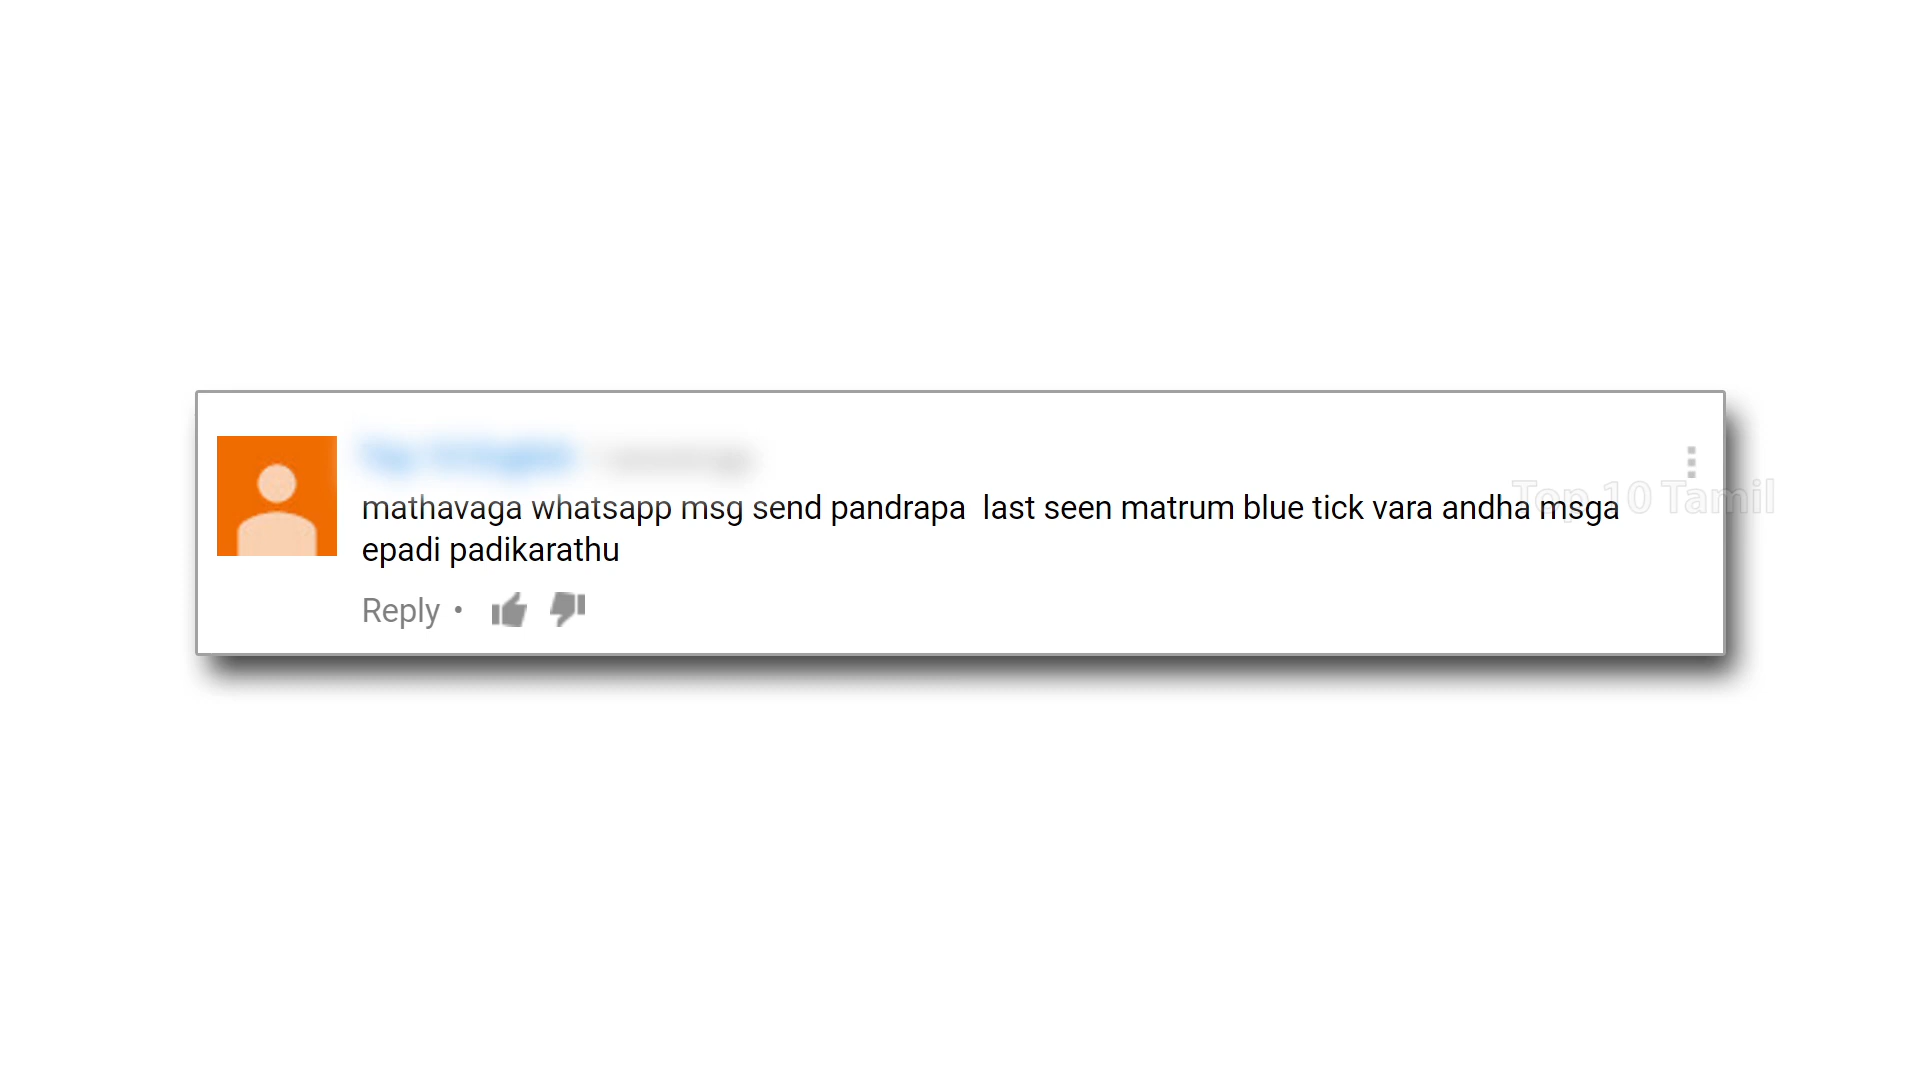 mathavaga whatsapp msg send pandrapa  last seen matrum blue tick vara andha msga
epadi padikarathu
Reply •
Top 10 Tamil